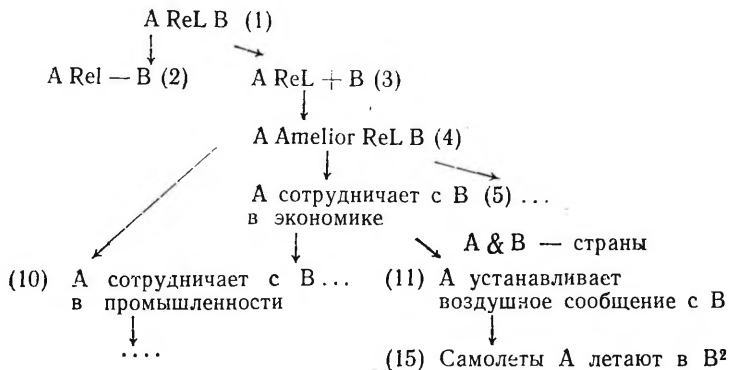 A ReL B (1)
A Rel — B (2) A ReL + B (3)
A Amelior ReL B (4)
A сотрудничает с B (5) ...
в экономике
A & B — страны
(10) A сотрудничает с B... (11) A устанавливает
в промышленности воздушное сообщение с B
....
(15) Самолеты A летают в B²